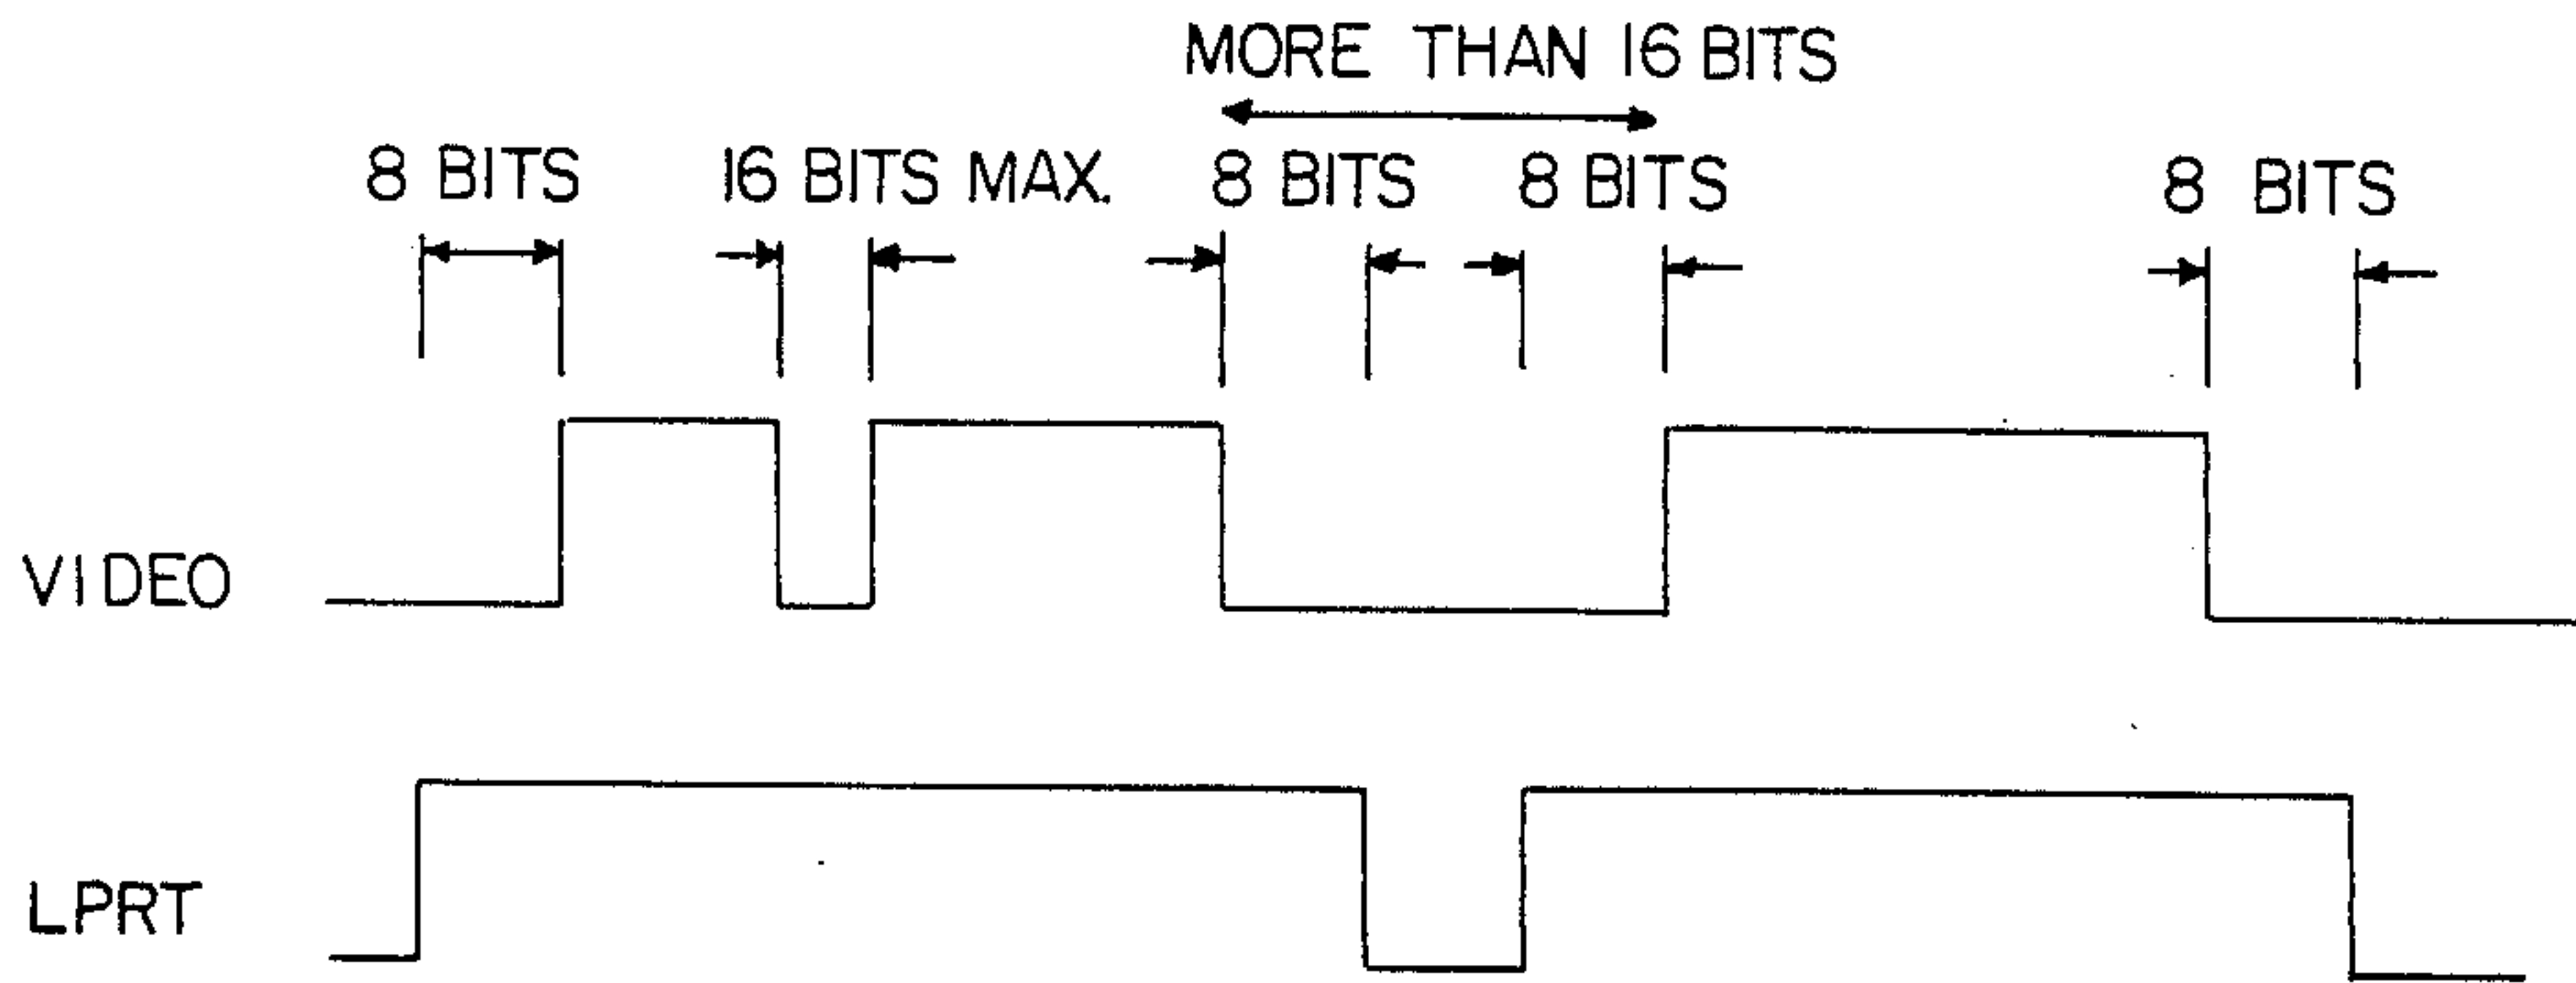 MORE THAN 16 BITS
8 BITS 16 BITS MAX. 8 BITS 8 BITS 8 BITS
VIDEO
LPRT